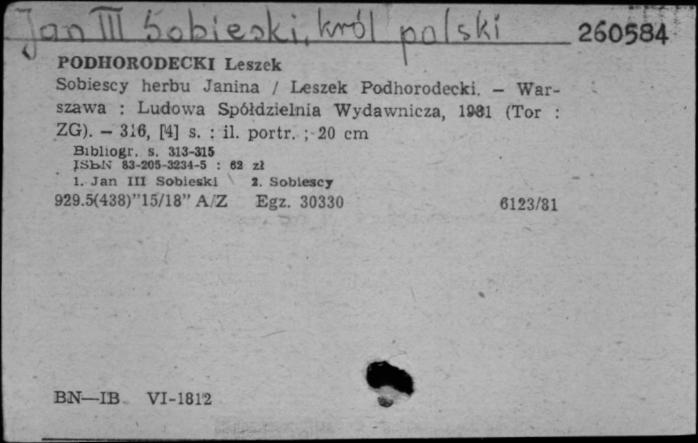 Jan III Sobieski, król polski 260584
PODHORODECKI Leszek
Sobiescy herbu Janina / Leszek Podhorodecki. — War-
szawa : Ludowa Spółdzielnia Wydawnicza, 1981 (Tor :
ZG). — 316, [4] s. : il. portr. ; 20 cm
Bibliogr. s. 313-315
ISBN 83-205-3234-5 : 62 zł
1. Jan III Sobieski 2. Sobiescy
929.5(438)"15/18" A/Z Egz. 30330 6123/81
BN—IB VI-1812